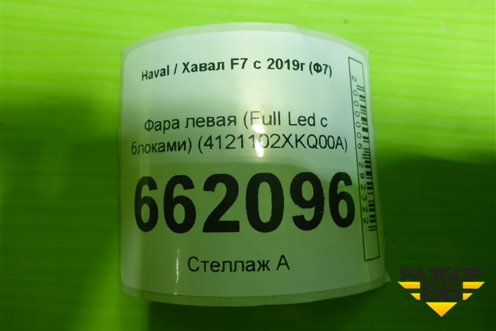 Haval / Хавал F7 с 2019г (Ф7)
Фара левая (Full Led с
блоками) (4121102XKQ00A)
662096
Стеллаж А